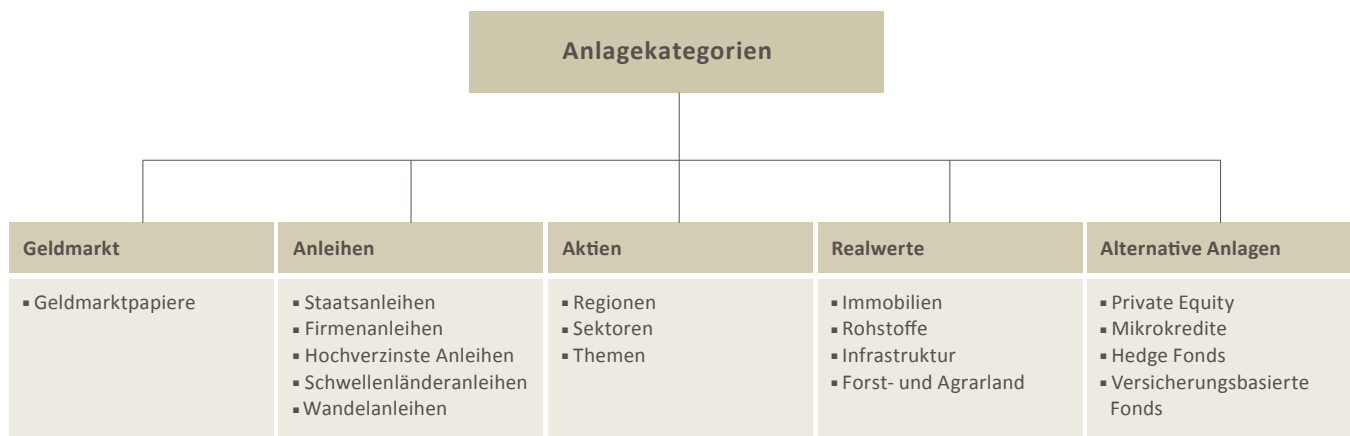 Anlagekategorien
Geldmarkt
▪ Geldmarktpapiere
Anleihen
▪ Staatsanleihen
▪ Firmenanleihen
▪ Hochverzinste Anleihen
▪ Schwellenländeranleihen
▪ Wandelanleihen
Aktien
▪ Regionen
▪ Sektoren
▪ Themen
Realwerte
▪ Immobilien
▪ Rohstoffe
▪ Infrastruktur
▪ Forst- und Agrarland
Alternative Anlagen
▪ Private Equity
▪ Mikrokredite
▪ Hedge Fonds
▪ Versicherungsbasierte
Fonds